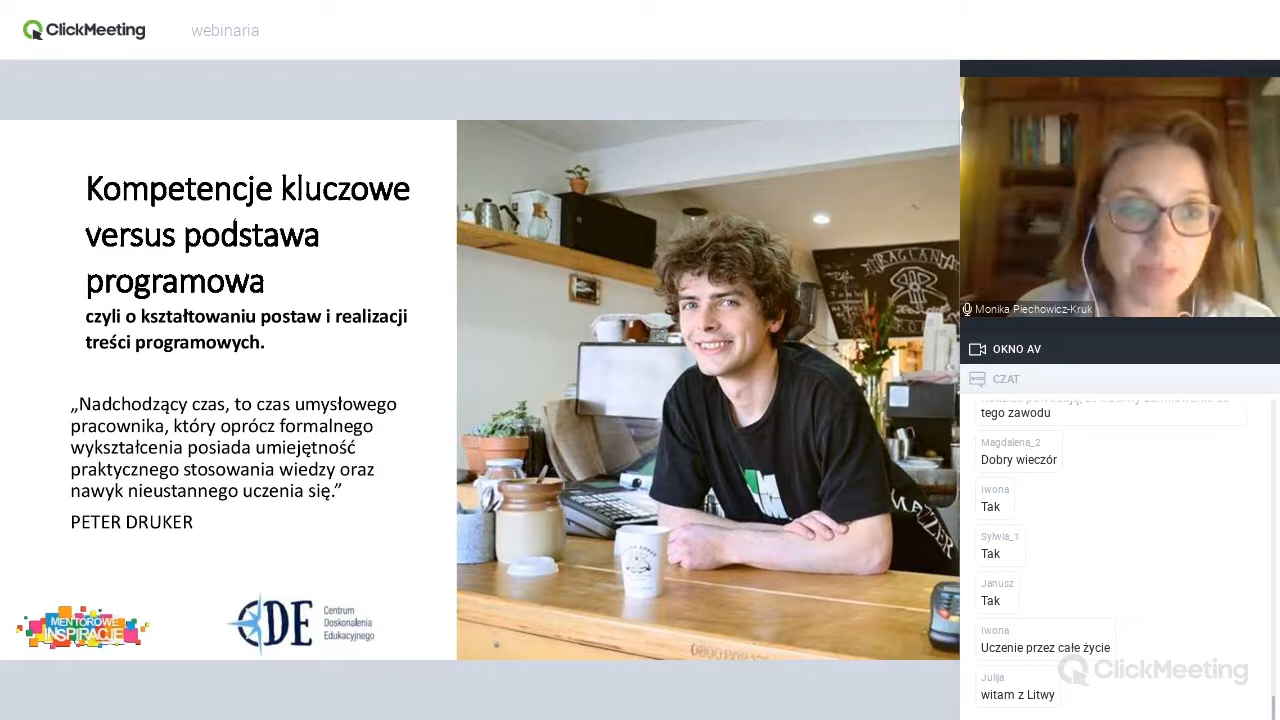 ClickMeeting
webinaria
Kompetencje kluczowe
versus podstawa
programowa
czyli o kształtowaniu postaw i realizacji
treści programowych.
„Nadchodzący czas, to czas umysłowego
pracownika, który oprócz formalnego
wykształcenia posiada umiejętność
praktycznego stosowania wiedzy oraz
nawyk nieustannego uczenia się.”
PETER DRUKER
MENTOROWE
INSPIRACJE
CDE
Centrum
Doskonalenia
Edukacyjnego
RAGLAN
MAZZER
Monika Piechowicz-Kruk
OKNO AV
CZAT
tego zawodu
Magdalena_2
Dobry wieczór
Iwona
Tak
Sylwia_1
Tak
Janusz
Tak
Iwona
Uczenie przez całe życie
Julija
witam z Litwy
ClickMeeting